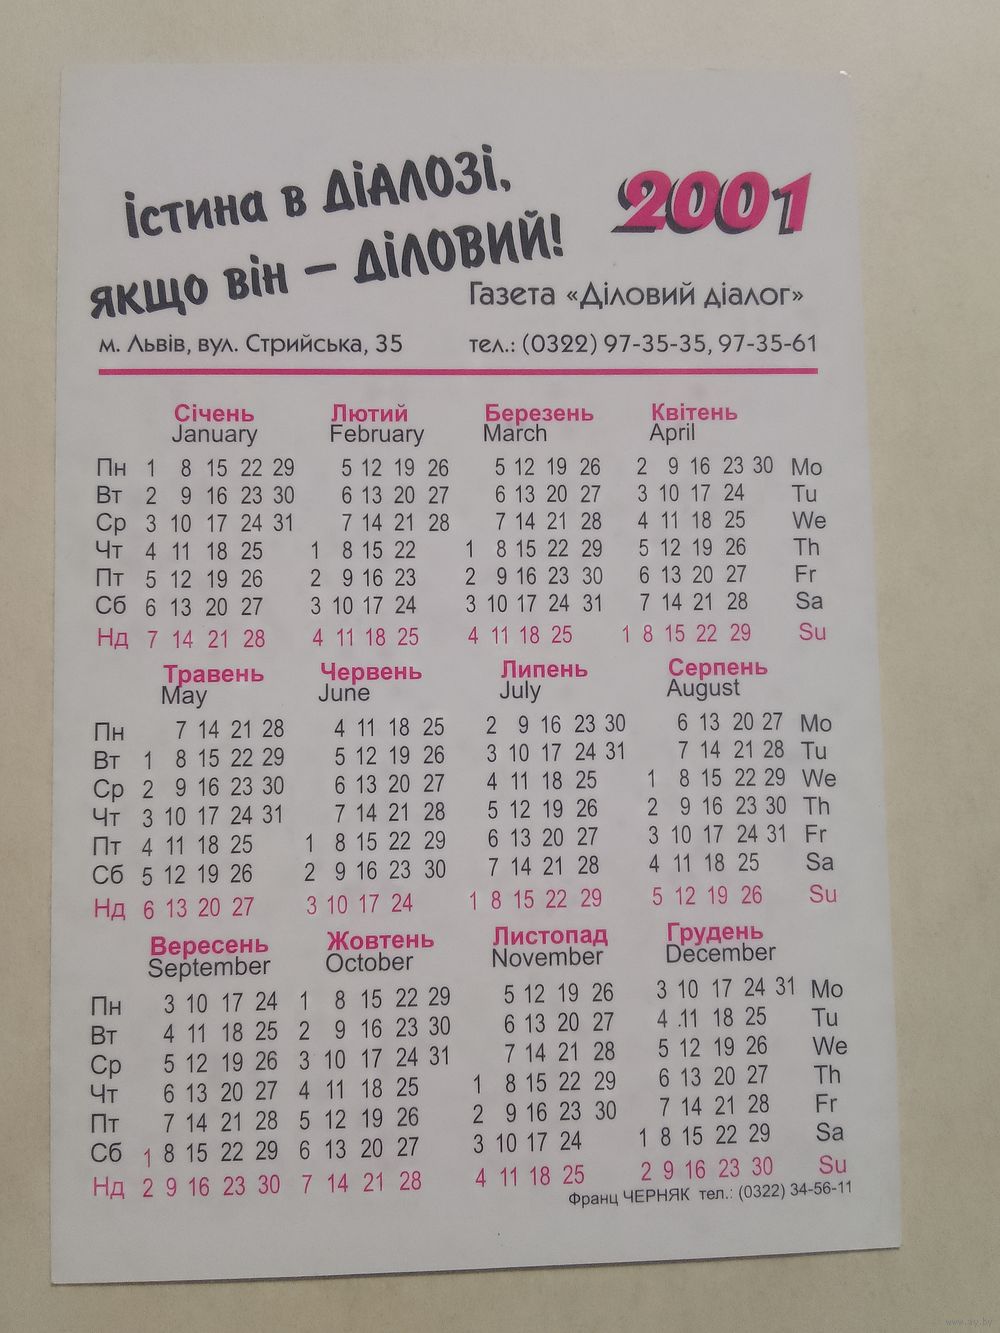 істина в ДіАЛОЗі,
якщо він – ДіЛОВИЙ!
2001
Газета «Діловий діалог»
м. Львів, вул. Стрийська, 35 тел.: (0322) 97-35-35, 97-35-61
Січень Лютий Березень Квітень
January February March April
Пн 1 8 15 22 29 5 12 19 26 5 12 19 26 2 9 16 23 30 Mo
Вт 2 9 16 23 30 6 13 20 27 6 13 20 27 3 10 17 24 Tu
Ср 3 10 17 24 31 7 14 21 28 7 14 21 28 4 11 18 25 We
Чт 4 11 18 25 1 8 15 22 1 8 15 22 29 5 12 19 26 Th
Пт 5 12 19 26 2 9 16 23 2 9 16 23 30 6 13 20 27 Fr
Сб 6 13 20 27 3 10 17 24 3 10 17 24 31 7 14 21 28 Sa
Нд 7 14 21 28 4 11 18 25 4 11 18 25 1 8 15 22 29 Su
Травень Червень Липень Серпень
May June July August
Пн 7 14 21 28 4 11 18 25 2 9 16 23 30 6 13 20 27 Mo
Вт 1 8 15 22 29 5 12 19 26 3 10 17 24 31 7 14 21 28 Tu
Ср 2 9 16 23 30 6 13 20 27 4 11 18 25 1 8 15 22 29 We
Чт 3 10 17 24 31 7 14 21 28 5 12 19 26 2 9 16 23 30 Th
Пт 4 11 18 25 1 8 15 22 29 6 13 20 27 3 10 17 24 31 Fr
Сб 5 12 19 26 2 9 16 23 30 7 14 21 28 4 11 18 25 Sa
Нд 6 13 20 27 3 10 17 24 1 8 15 22 29 5 12 19 26 Su
Вересень Жовтень Листопад Грудень
September October November December
Пн 3 10 17 24 1 8 15 22 29 5 12 19 26 3 10 17 24 31 Mo
Вт 4 11 18 25 2 9 16 23 30 6 13 20 27 4 11 18 25 Tu
Ср 5 12 19 26 3 10 17 24 31 7 14 21 28 5 12 19 26 We
Чт 6 13 20 27 4 11 18 25 1 8 15 22 29 6 13 20 27 Th
Пт 7 14 21 28 5 12 19 26 2 9 16 23 30 7 14 21 28 Fr
Сб 1 8 15 22 29 6 13 20 27 3 10 17 24 1 8 15 22 29 Sa
Нд 2 9 16 23 30 7 14 21 28 4 11 18 25 2 9 16 23 30 Su
Франц ЧЕРНЯК тел.: (0322) 34-56-11
www.ay.by